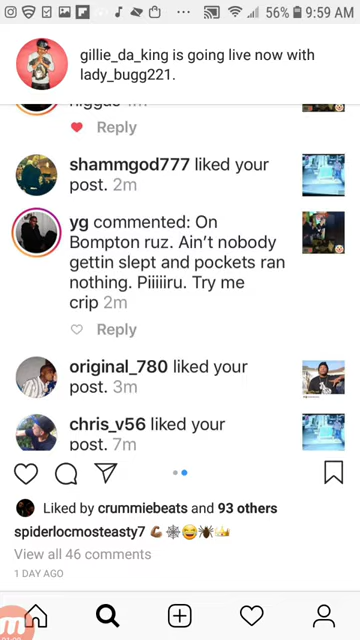 56% 9:59 AM
gillie_da_king is going live now with
lady_bugg221.
Reply
shammgod777 liked your
post. 2m
yg commented: On
Bompton ruz. Ain't nobody
gettin slept and pockets ran
nothing. Piiiiiru. Try me
crip 2m
Reply
original_780 liked your
post. 3m
chris_v56 liked your
post. 7m
Liked by crummiebeats and 93 others
spiderlocmosteasty7 💪🏾🕸😂🕷👑
View all 46 comments
1 DAY AGO